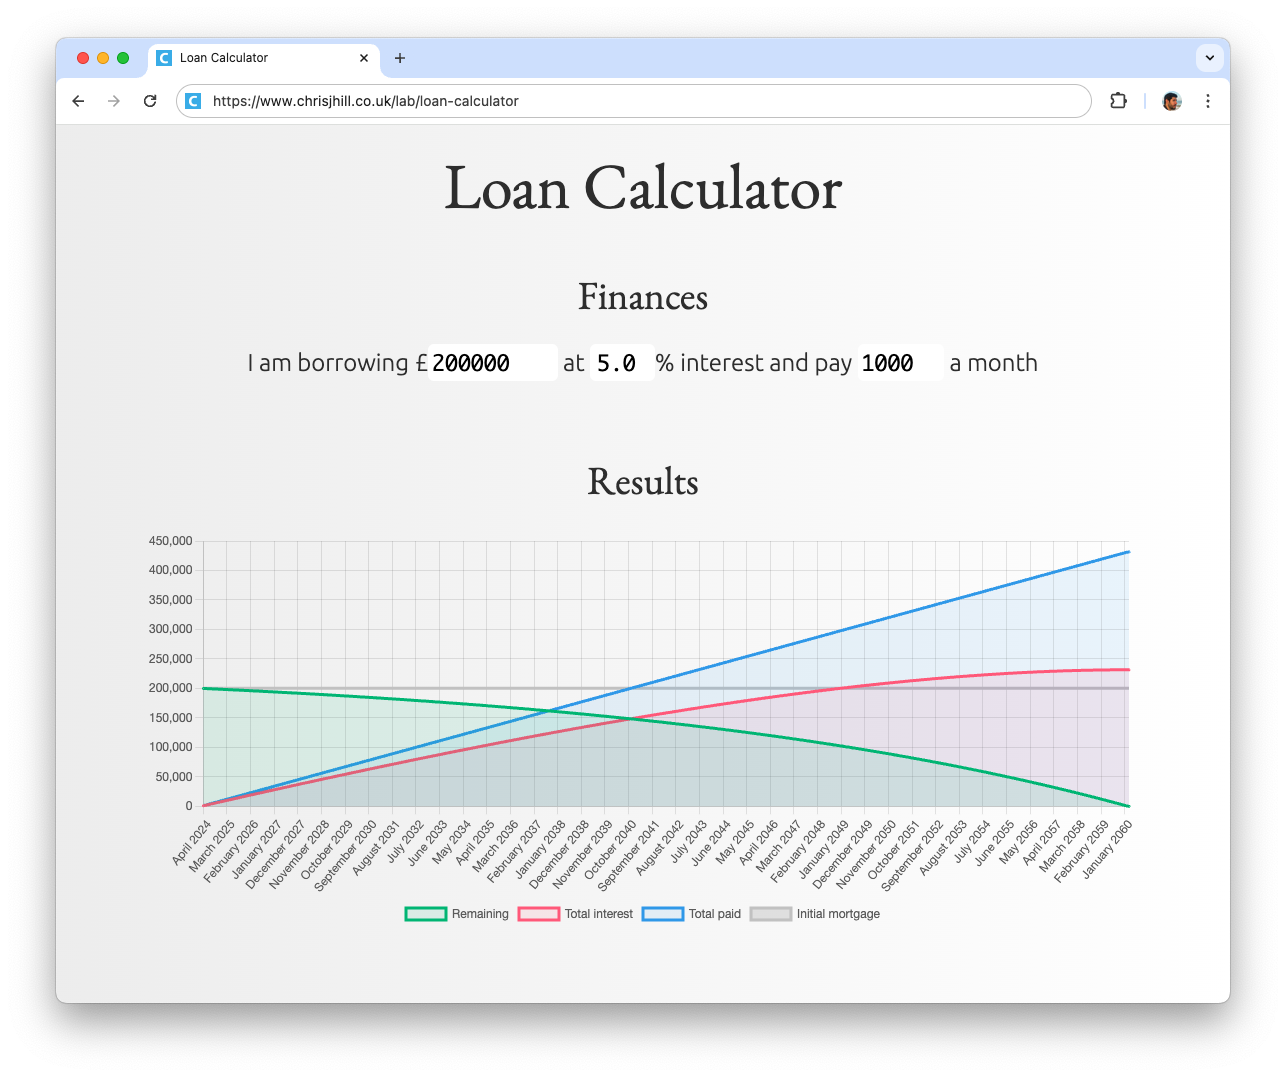 Loan Calculator
https://www.chrisjhill.co.uk/lab/loan-calculator
Loan Calculator
Finances
I am borrowing £200000 at 5.0 % interest and pay 1000 a month
Results
450,000
400,000
350,000
300,000
250,000
200,000
150,000
100,000
50,000
0
April 2024
March 2025
February 2026
January 2027
December 2027
November 2028
October 2029
September 2030
August 2031
July 2032
June 2033
May 2034
April 2035
March 2036
February 2037
January 2038
December 2038
November 2039
October 2040
September 2041
August 2042
July 2043
June 2044
May 2045
April 2046
March 2047
February 2048
January 2049
December 2049
November 2050
October 2051
September 2052
August 2053
July 2054
June 2055
May 2056
April 2057
March 2058
February 2059
January 2060
Remaining Total interest Total paid Initial mortgage